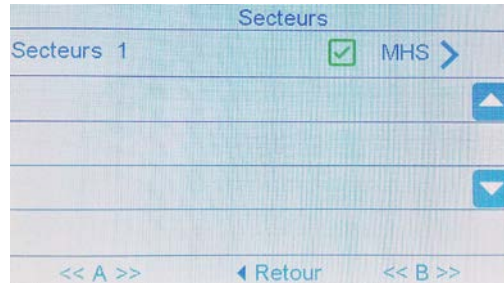 Secteurs
Secteurs 1 MHS
<< A >> Retour << B >>